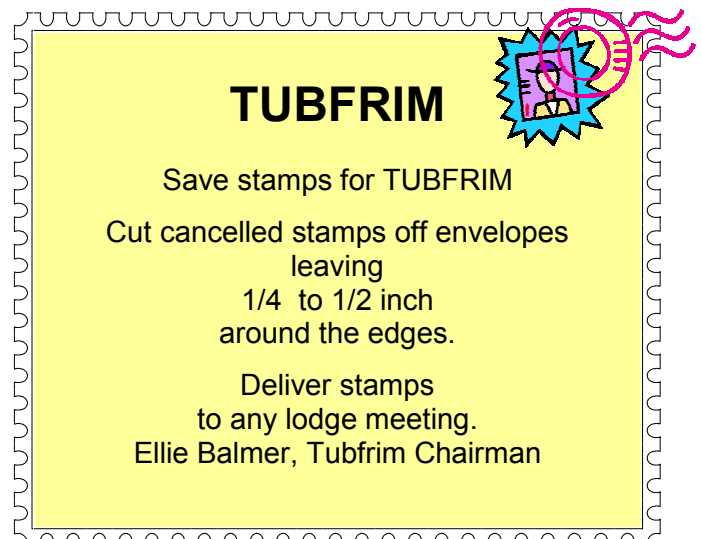 TUBFRIM
Save stamps for TUBFRIM
Cut cancelled stamps off envelopes
leaving
1/4  to 1/2 inch
around the edges.
Deliver stamps
to any lodge meeting.
Ellie Balmer, Tubfrim Chairman